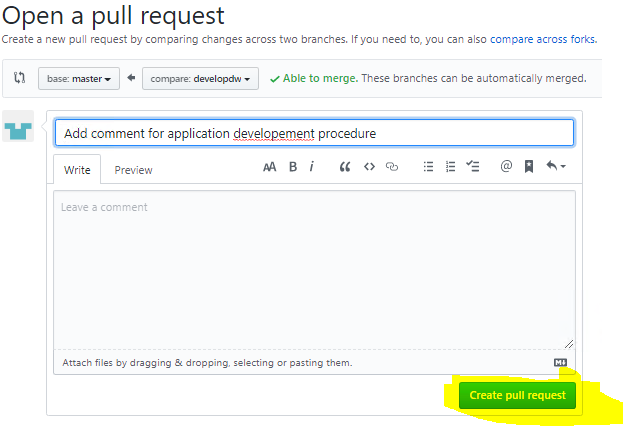 Open a pull request
Create a new pull request by comparing changes across two branches. If you need to, you can also compare across forks.
base: master compare: developdw Able to merge. These branches can be automatically merged.
Add comment for application developement procedure
Write Preview AA B i @
Leave a comment
Attach files by dragging & dropping, selecting or pasting them.
Create pull request